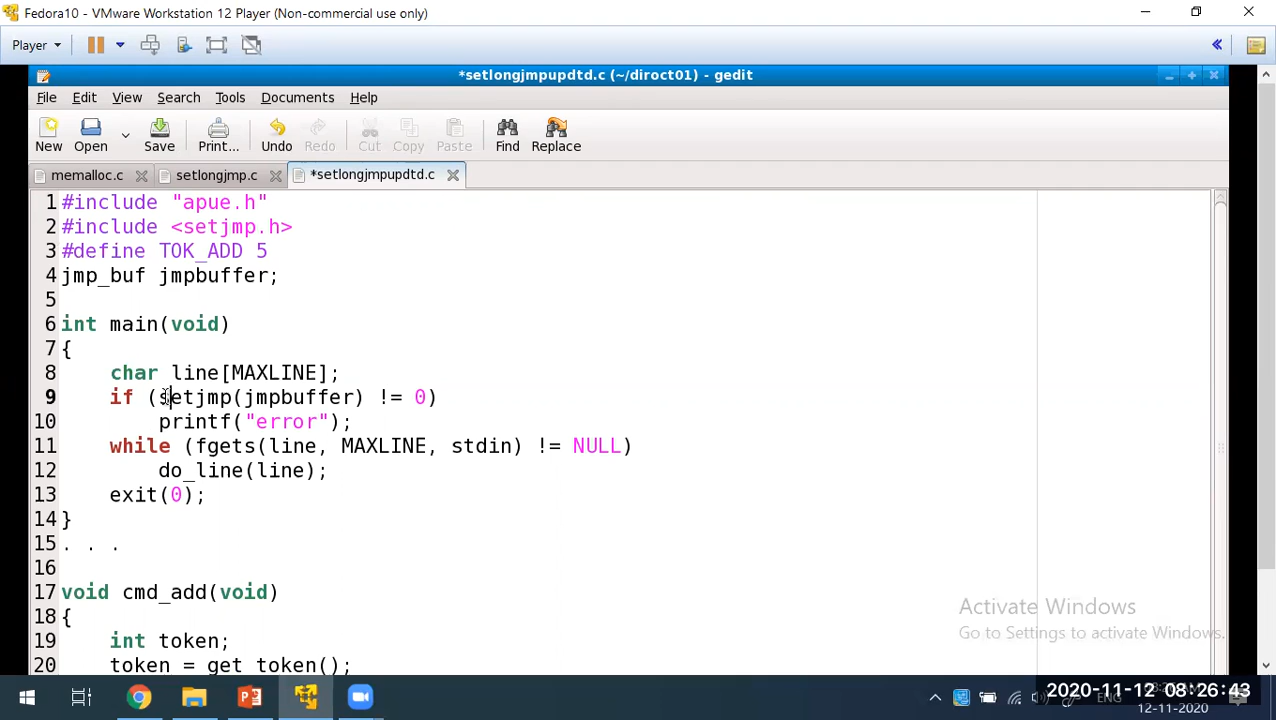 Fedora10 - VMware Workstation 12 Player (Non-commercial use only)
Player
*setlongjmpupdtd.c (~/diroct01) - gedit
File Edit View Search Tools Documents Help
New Open Save Print... Undo Redo Cut Copy Paste Find Replace
memalloc.c setlongjmp.c *setlongjmpupdtd.c
1 #include "apue.h"
2 #include <setjmp.h>
3 #define TOK_ADD 5
4 jmp_buf jmpbuffer;
5
6 int main(void)
7 {
8 char line[MAXLINE];
9 if (setjmp(jmpbuffer) != 0)
10 printf("error");
11 while (fgets(line, MAXLINE, stdin) != NULL)
12 do_line(line);
13 exit(0);
14 }
15 . . .
16
17 void cmd_add(void)
18 {
19 int token;
20 token = get_token();
Activate Windows
Go to Settings to activate Windows.
ENG
2020-11-12 08:26:43
12-11-2020